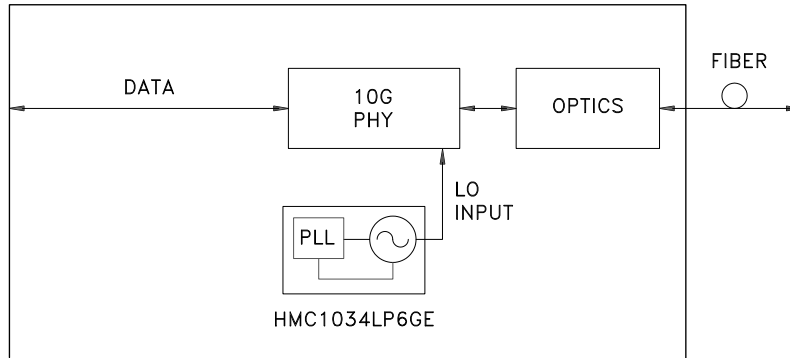 FIBER
DATA
10G
PHY
OPTICS
LO
INPUT
PLL
HMC1034LP6GE